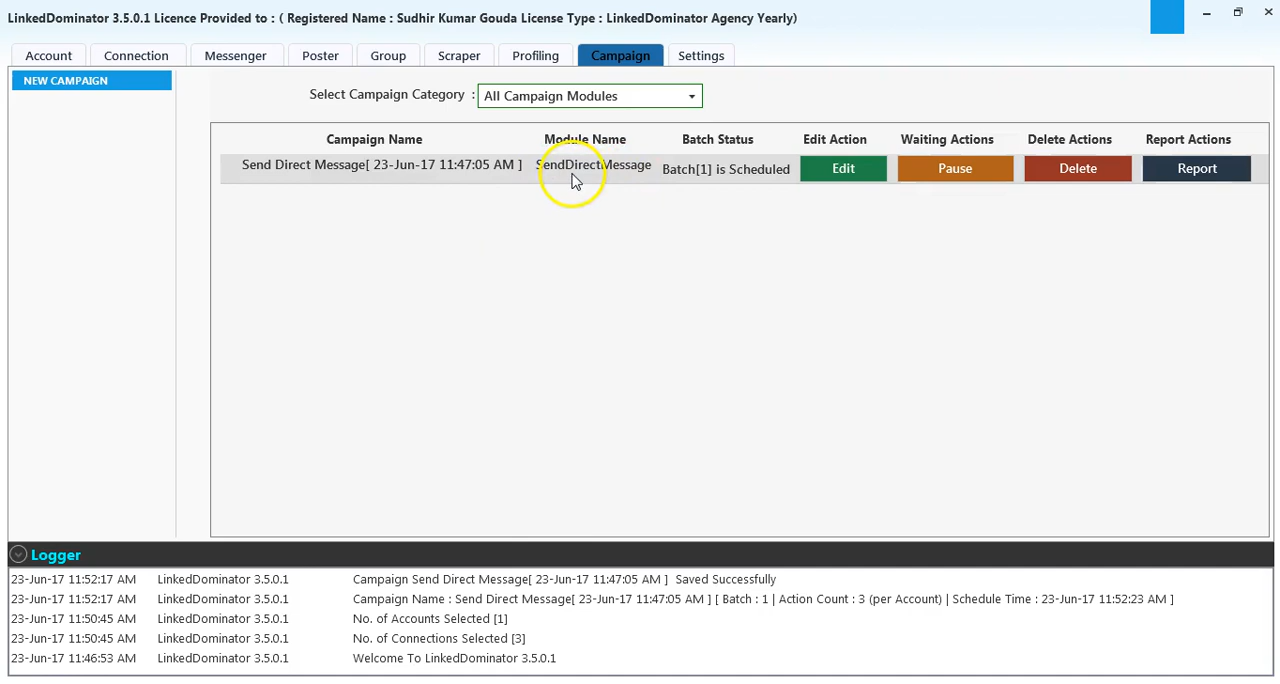 LinkedDominator 3.5.0.1 Licence Provided to : ( Registered Name : Sudhir Kumar Gouda License Type : LinkedDominator Agency Yearly)
Account Connection Messenger Poster Group Scraper Profiling Campaign Settings
NEW CAMPAIGN
Select Campaign Category : All Campaign Modules
Campaign Name Module Name Batch Status Edit Action Waiting Actions Delete Actions Report Actions
Send Direct Message[ 23-Jun-17 11:47:05 AM ] SendDirectMessage Batch[1] is Scheduled Edit Pause Delete Report
Logger
23-Jun-17 11:52:17 AM LinkedDominator 3.5.0.1 Campaign Send Direct Message[ 23-Jun-17 11:47:05 AM ] Saved Successfully
23-Jun-17 11:52:17 AM LinkedDominator 3.5.0.1 Campaign Name : Send Direct Message[ 23-Jun-17 11:47:05 AM ] [ Batch : 1 | Action Count : 3 (per Account) | Schedule Time : 23-Jun-17 11:52:23 AM ]
23-Jun-17 11:50:45 AM LinkedDominator 3.5.0.1 No. of Accounts Selected [1]
23-Jun-17 11:50:45 AM LinkedDominator 3.5.0.1 No. of Connections Selected [3]
23-Jun-17 11:46:53 AM LinkedDominator 3.5.0.1 Welcome To LinkedDominator 3.5.0.1